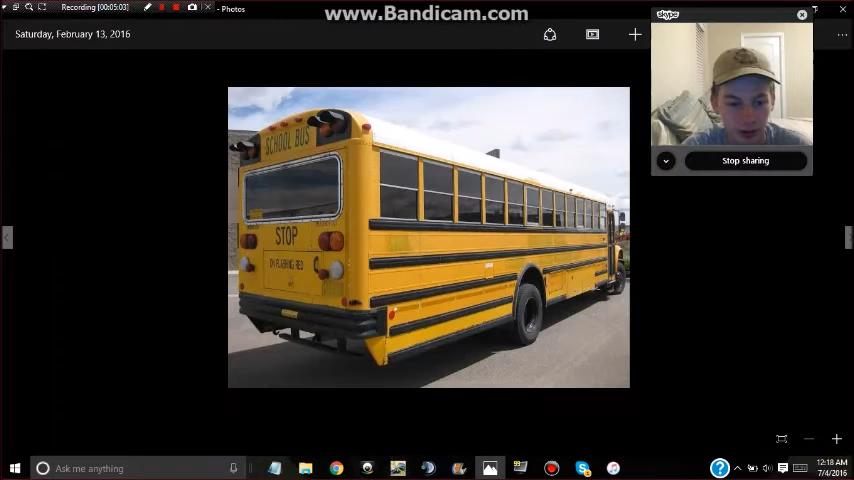 Recording [00:05:03]
- Photos
www.Bandicam.com
Saturday, February 13, 2016
skype
Stop sharing
SCHOOL BUS
STOP
ON FLASHING RED
Ask me anything
99
12:18 AM
7/4/2016